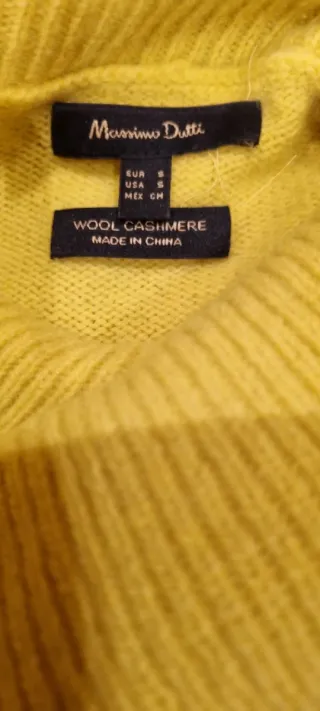 Massimo Dutti
EUR S
USA S
MEX CH
WOOL CASHMERE
MADE IN CHINA